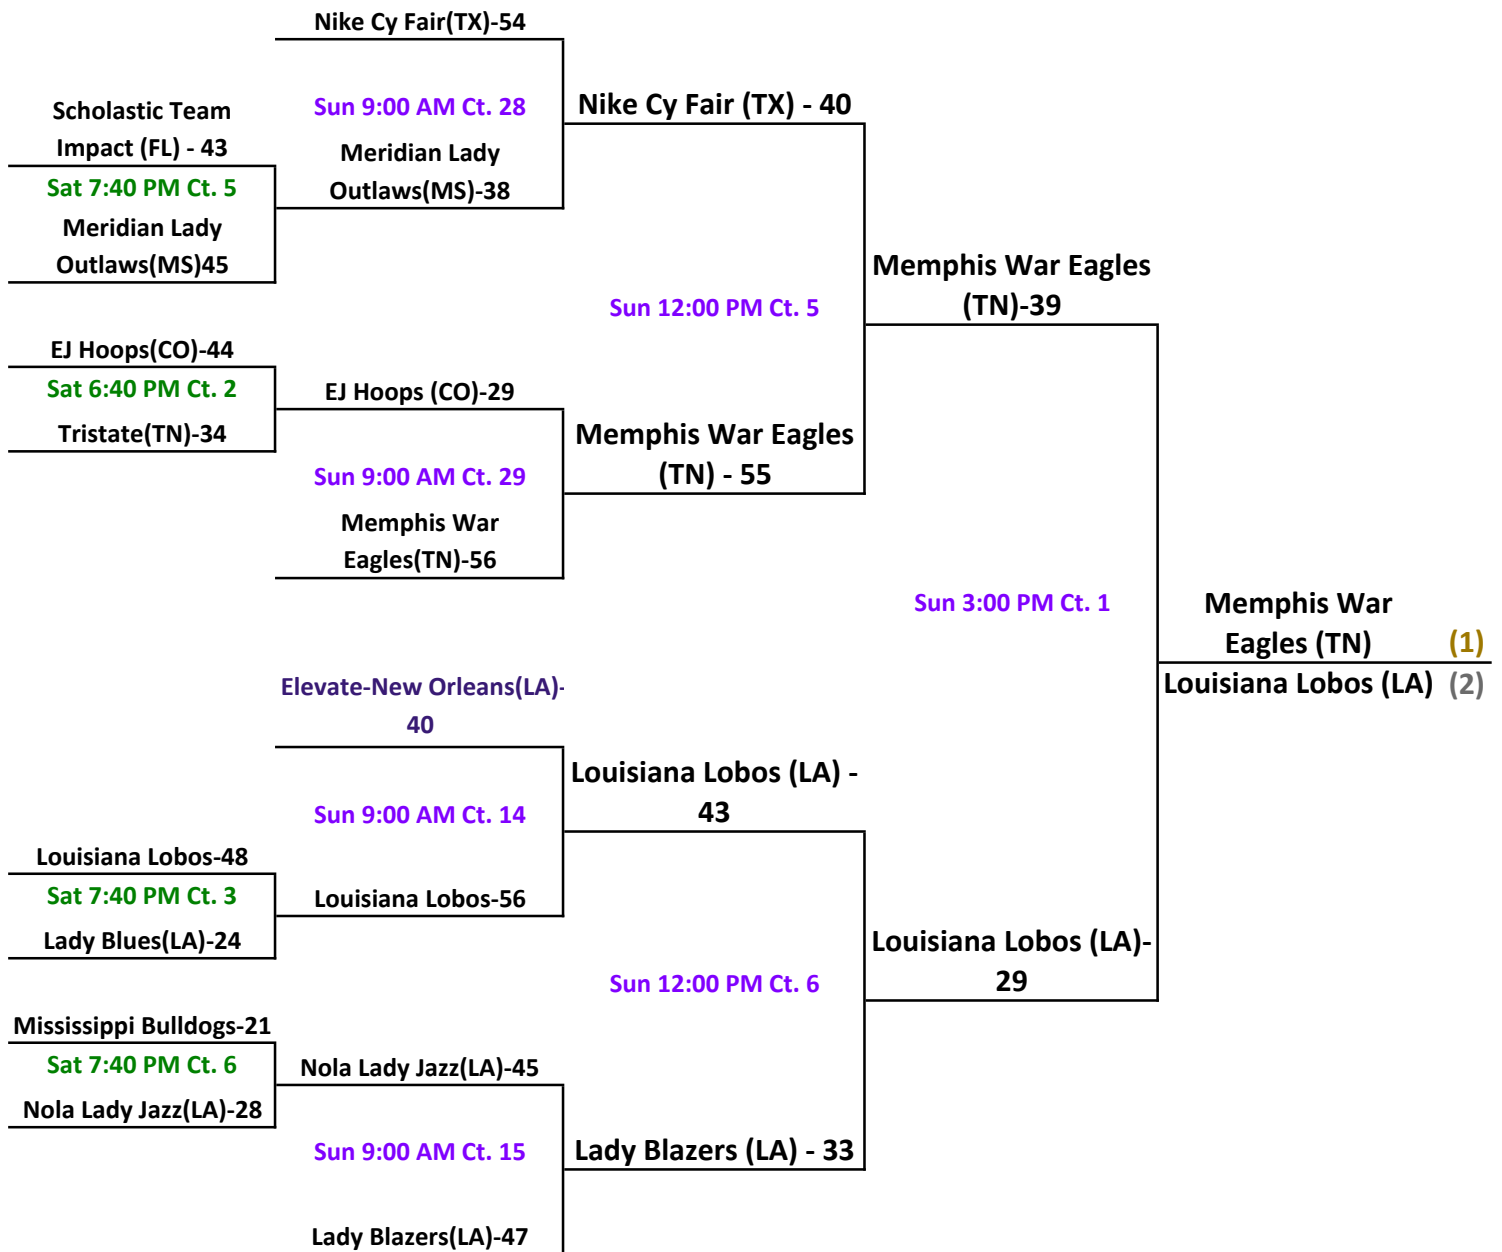 Nike Cy Fair(TX)-54
Sun 9:00 AM Ct. 28
Nike Cy Fair (TX) - 40
Scholastic Team
Impact (FL) - 43
Meridian Lady
Outlaws(MS)-38
Sat 7:40 PM Ct. 5
Meridian Lady
Outlaws(MS)45
Memphis War Eagles
(TN)-39
Sun 12:00 PM Ct. 5
EJ Hoops(CO)-44
Sat 6:40 PM Ct. 2
EJ Hoops (CO)-29
Tristate(TN)-34
Memphis War Eagles
(TN) - 55
Sun 9:00 AM Ct. 29
Memphis War
Eagles(TN)-56
Sun 3:00 PM Ct. 1
Memphis War
Eagles (TN) (1)
Louisiana Lobos (LA) (2)
Elevate-New Orleans(LA)-
40
Louisiana Lobos (LA) -
43
Sun 9:00 AM Ct. 14
Louisiana Lobos-48
Sat 7:40 PM Ct. 3
Louisiana Lobos-56
Lady Blues(LA)-24
Louisiana Lobos (LA)-
29
Sun 12:00 PM Ct. 6
Mississippi Bulldogs-21
Sat 7:40 PM Ct. 6
Nola Lady Jazz(LA)-45
Nola Lady Jazz(LA)-28
Sun 9:00 AM Ct. 15
Lady Blazers (LA) - 33
Lady Blazers(LA)-47